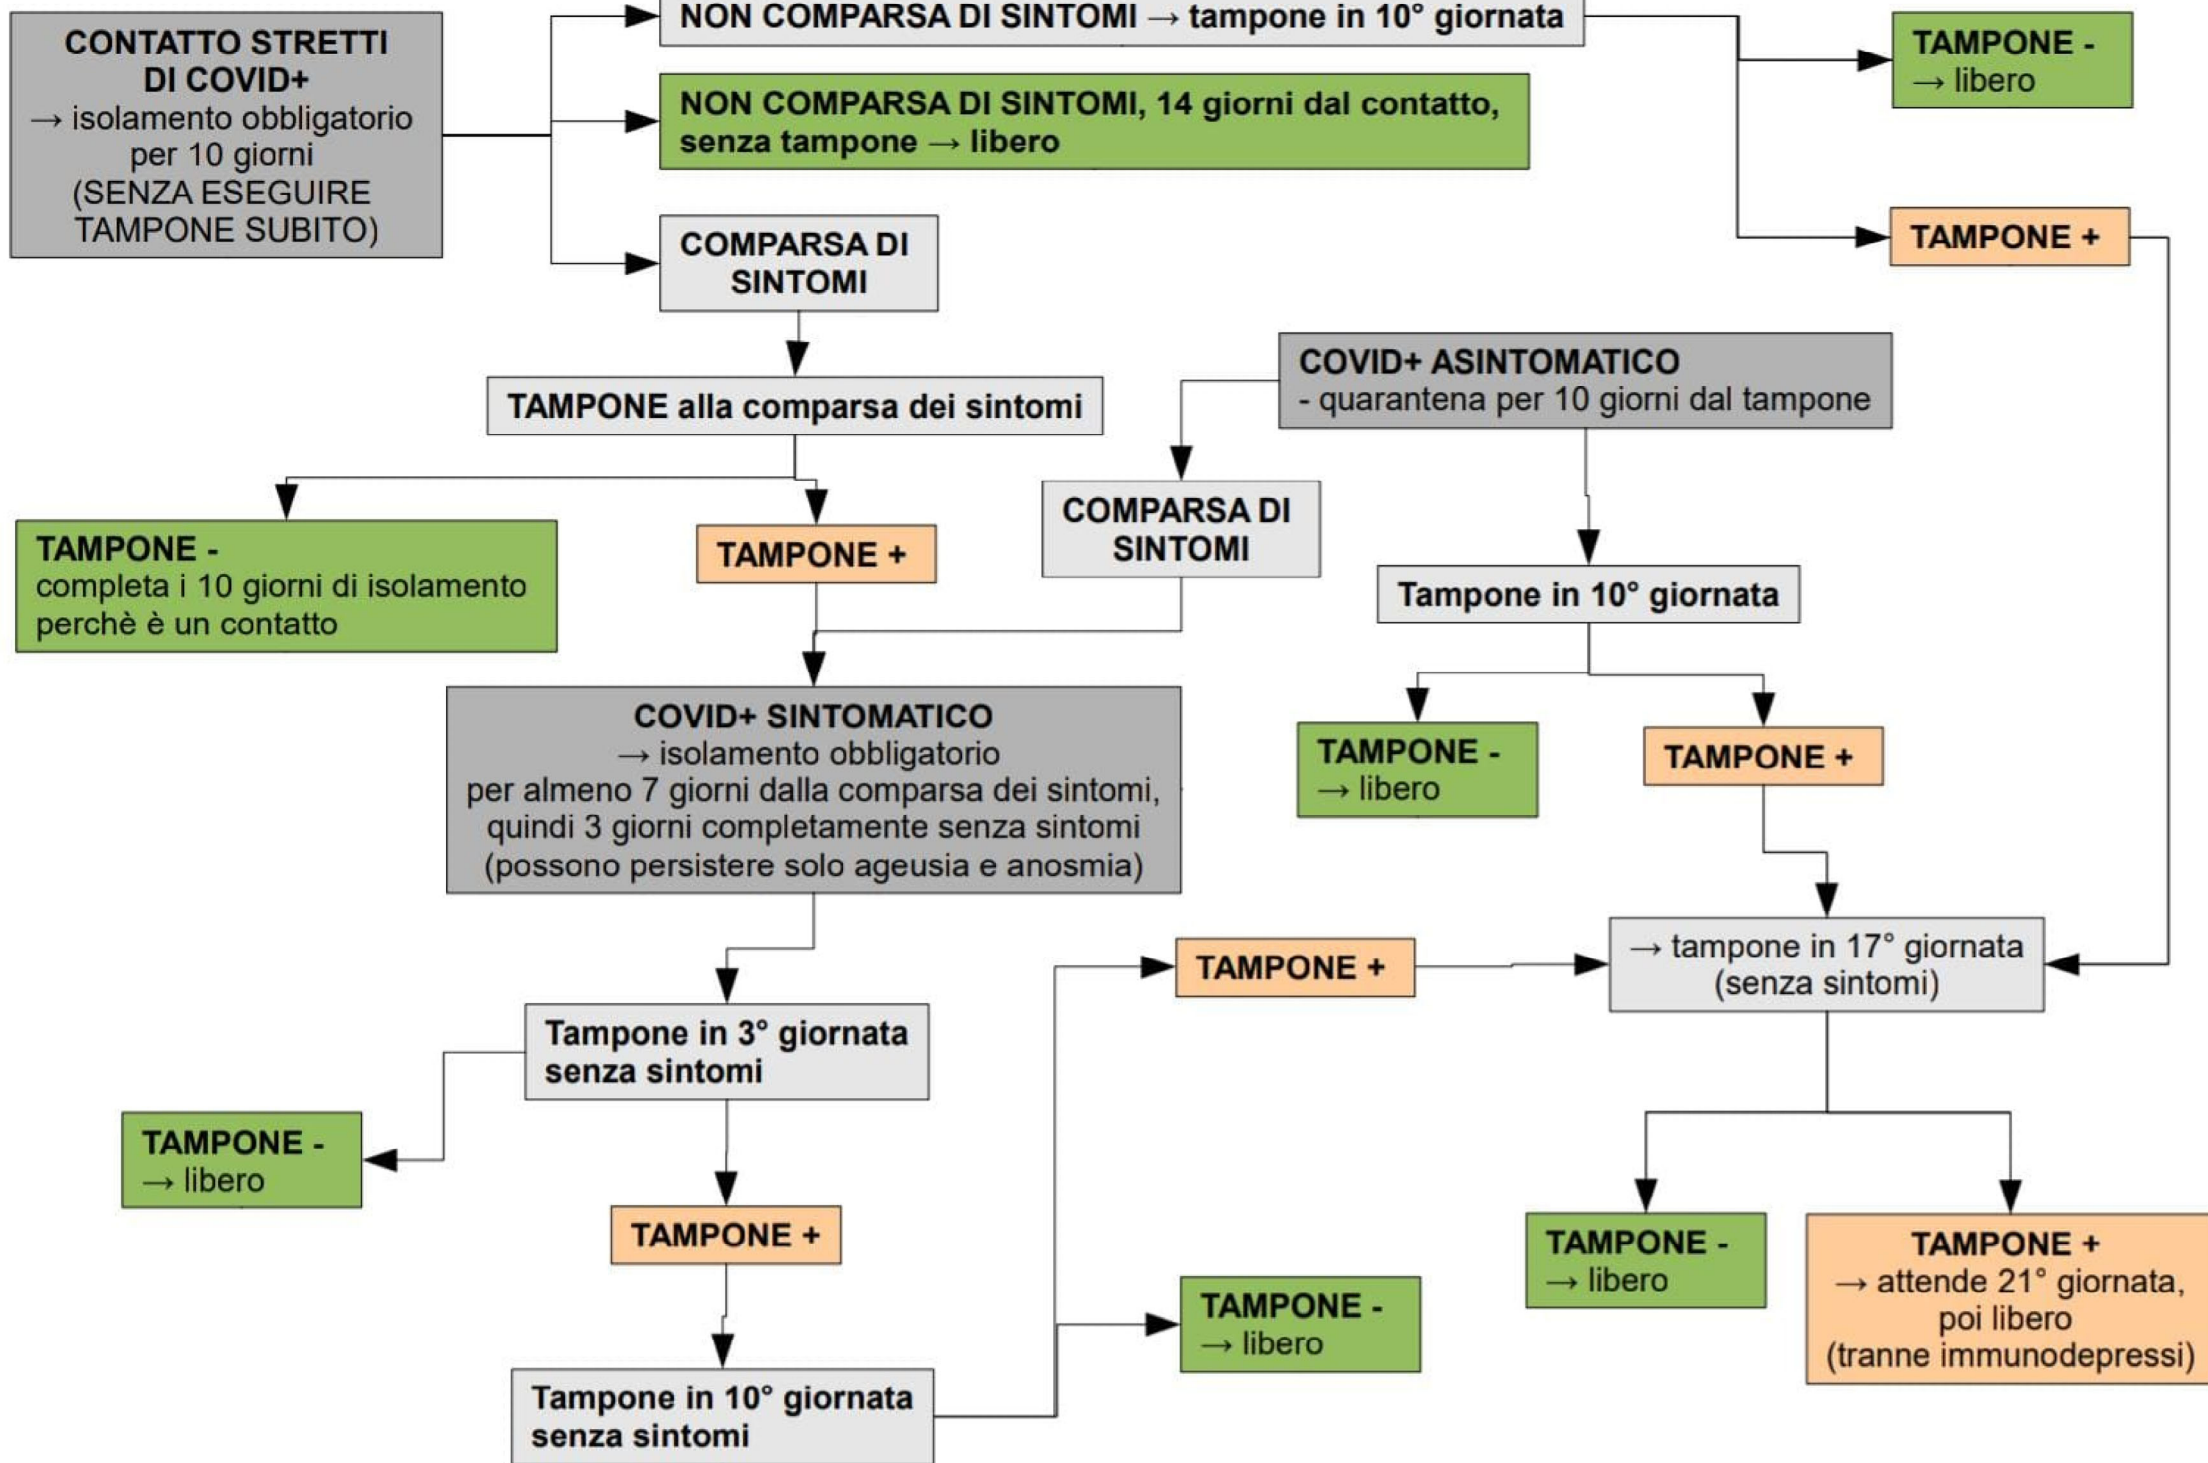 CONTATTO STRETTI
DI COVID+
→ isolamento obbligatorio
per 10 giorni
(SENZA ESEGUIRE
TAMPONE SUBITO)
NON COMPARSA DI SINTOMI → tampone in 10° giornata
TAMPONE -
→ libero
NON COMPARSA DI SINTOMI, 14 giorni dal contatto,
senza tampone → libero
TAMPONE +
COMPARSA DI
SINTOMI
TAMPONE alla comparsa dei sintomi
COVID+ ASINTOMATICO
- quarantena per 10 giorni dal tampone
TAMPONE -
completa i 10 giorni di isolamento
perchè è un contatto
TAMPONE +
COMPARSA DI
SINTOMI
Tampone in 10° giornata
COVID+ SINTOMATICO
→ isolamento obbligatorio
per almeno 7 giorni dalla comparsa dei sintomi,
quindi 3 giorni completamente senza sintomi
(possono persistere solo ageusia e anosmia)
TAMPONE -
→ libero
TAMPONE +
TAMPONE +
→ tampone in 17° giornata
(senza sintomi)
Tampone in 3° giornata
senza sintomi
TAMPONE -
→ libero
TAMPONE +
TAMPONE -
→ libero
TAMPONE -
→ libero
TAMPONE +
→ attende 21° giornata,
poi libero
(tranne immunodepressi)
Tampone in 10° giornata
senza sintomi